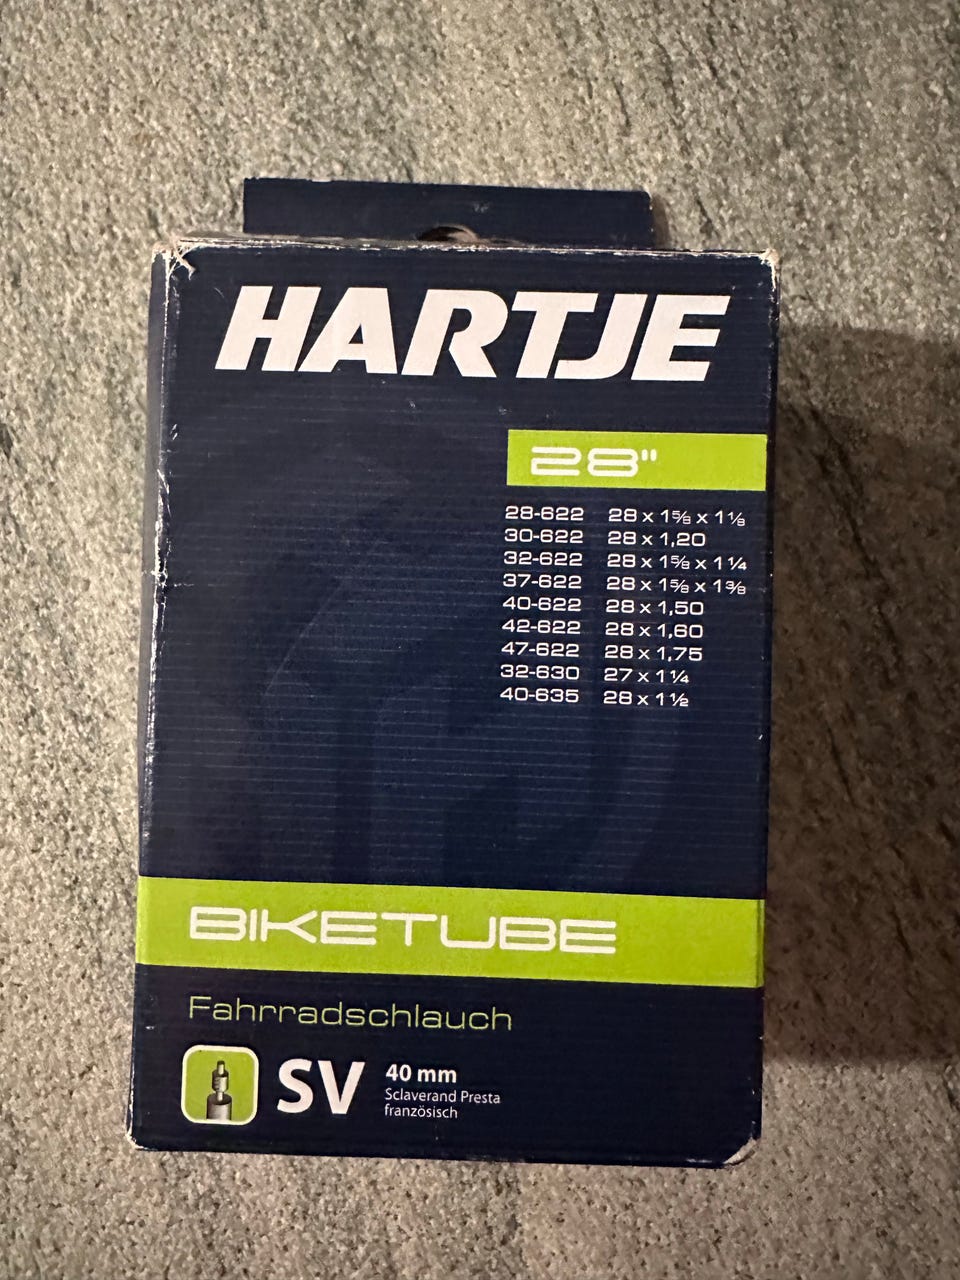 HARTJE
28"
28-622 28 x 1⅝ x 1⅛
30-622 28 x 1,20
32-622 28 x 1⅝ x 1¼
37-622 28 x 1⅝ x 1⅜
40-622 28 x 1,50
42-622 28 x 1,60
47-622 28 x 1,75
32-630 27 x 1¼
40-635 28 x 1½
BIKETUBE
Fahrradschlauch
SV 40 mm
Sclaverand Presta
französisch